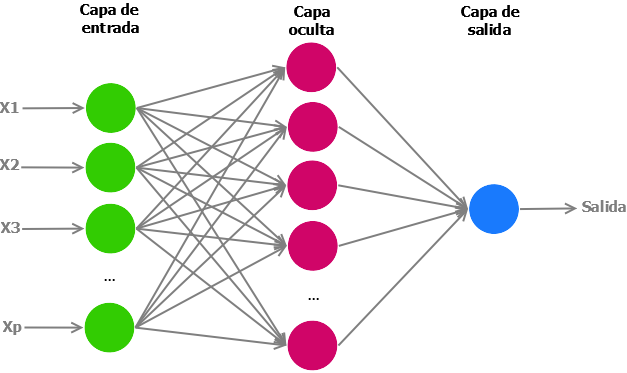 Capa de
entrada
Capa
oculta
Capa de
salida
X1
X2
X3
...
Xp
...
Salida